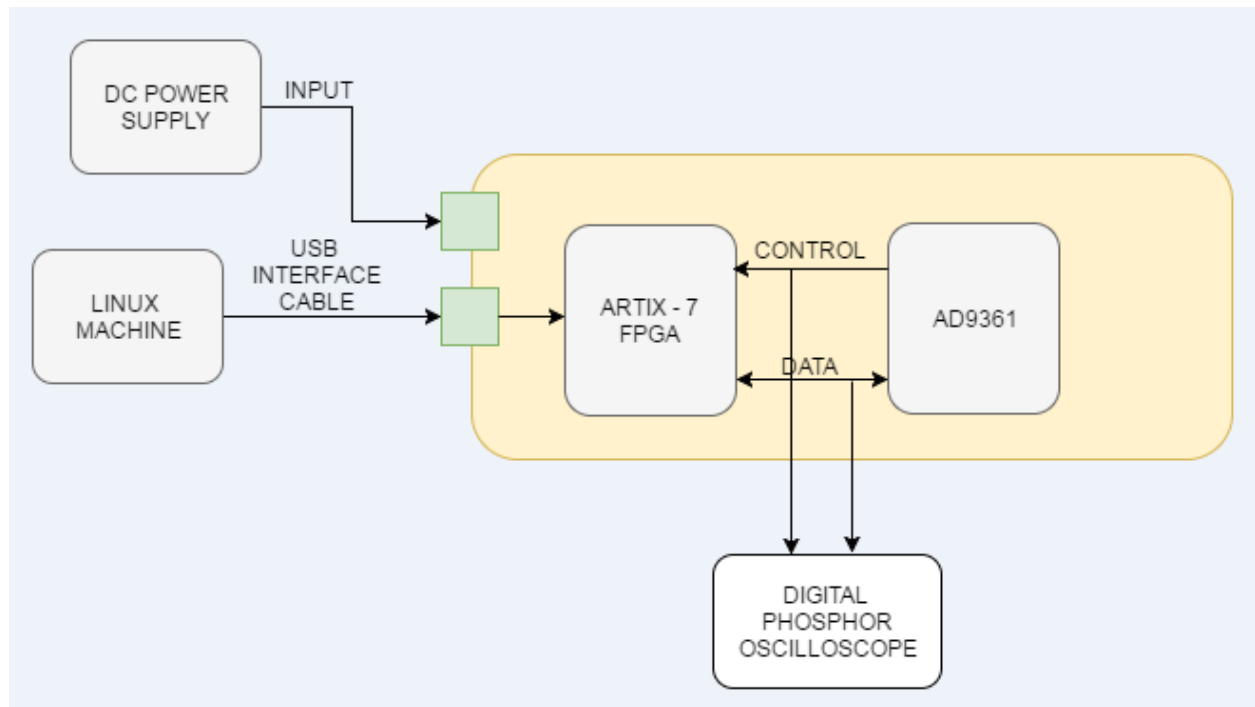 DC POWER
SUPPLY
INPUT
LINUX
MACHINE
USB
INTERFACE
CABLE
ARTIX - 7
FPGA
CONTROL
DATA
AD9361
DIGITAL
PHOSPHOR
OSCILLOSCOPE